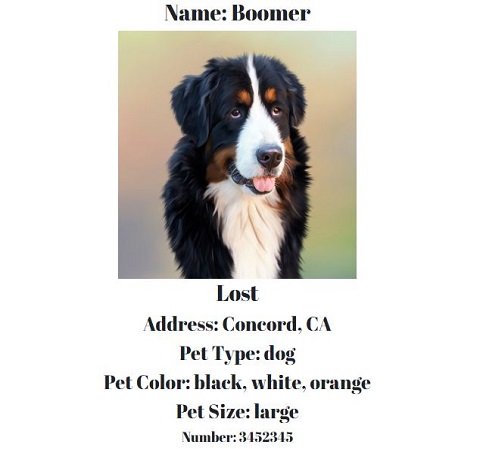 Name: Boomer
Lost
Address: Concord, CA
Pet Type: dog
Pet Color: black, white, orange
Pet Size: large
Number: 3452345